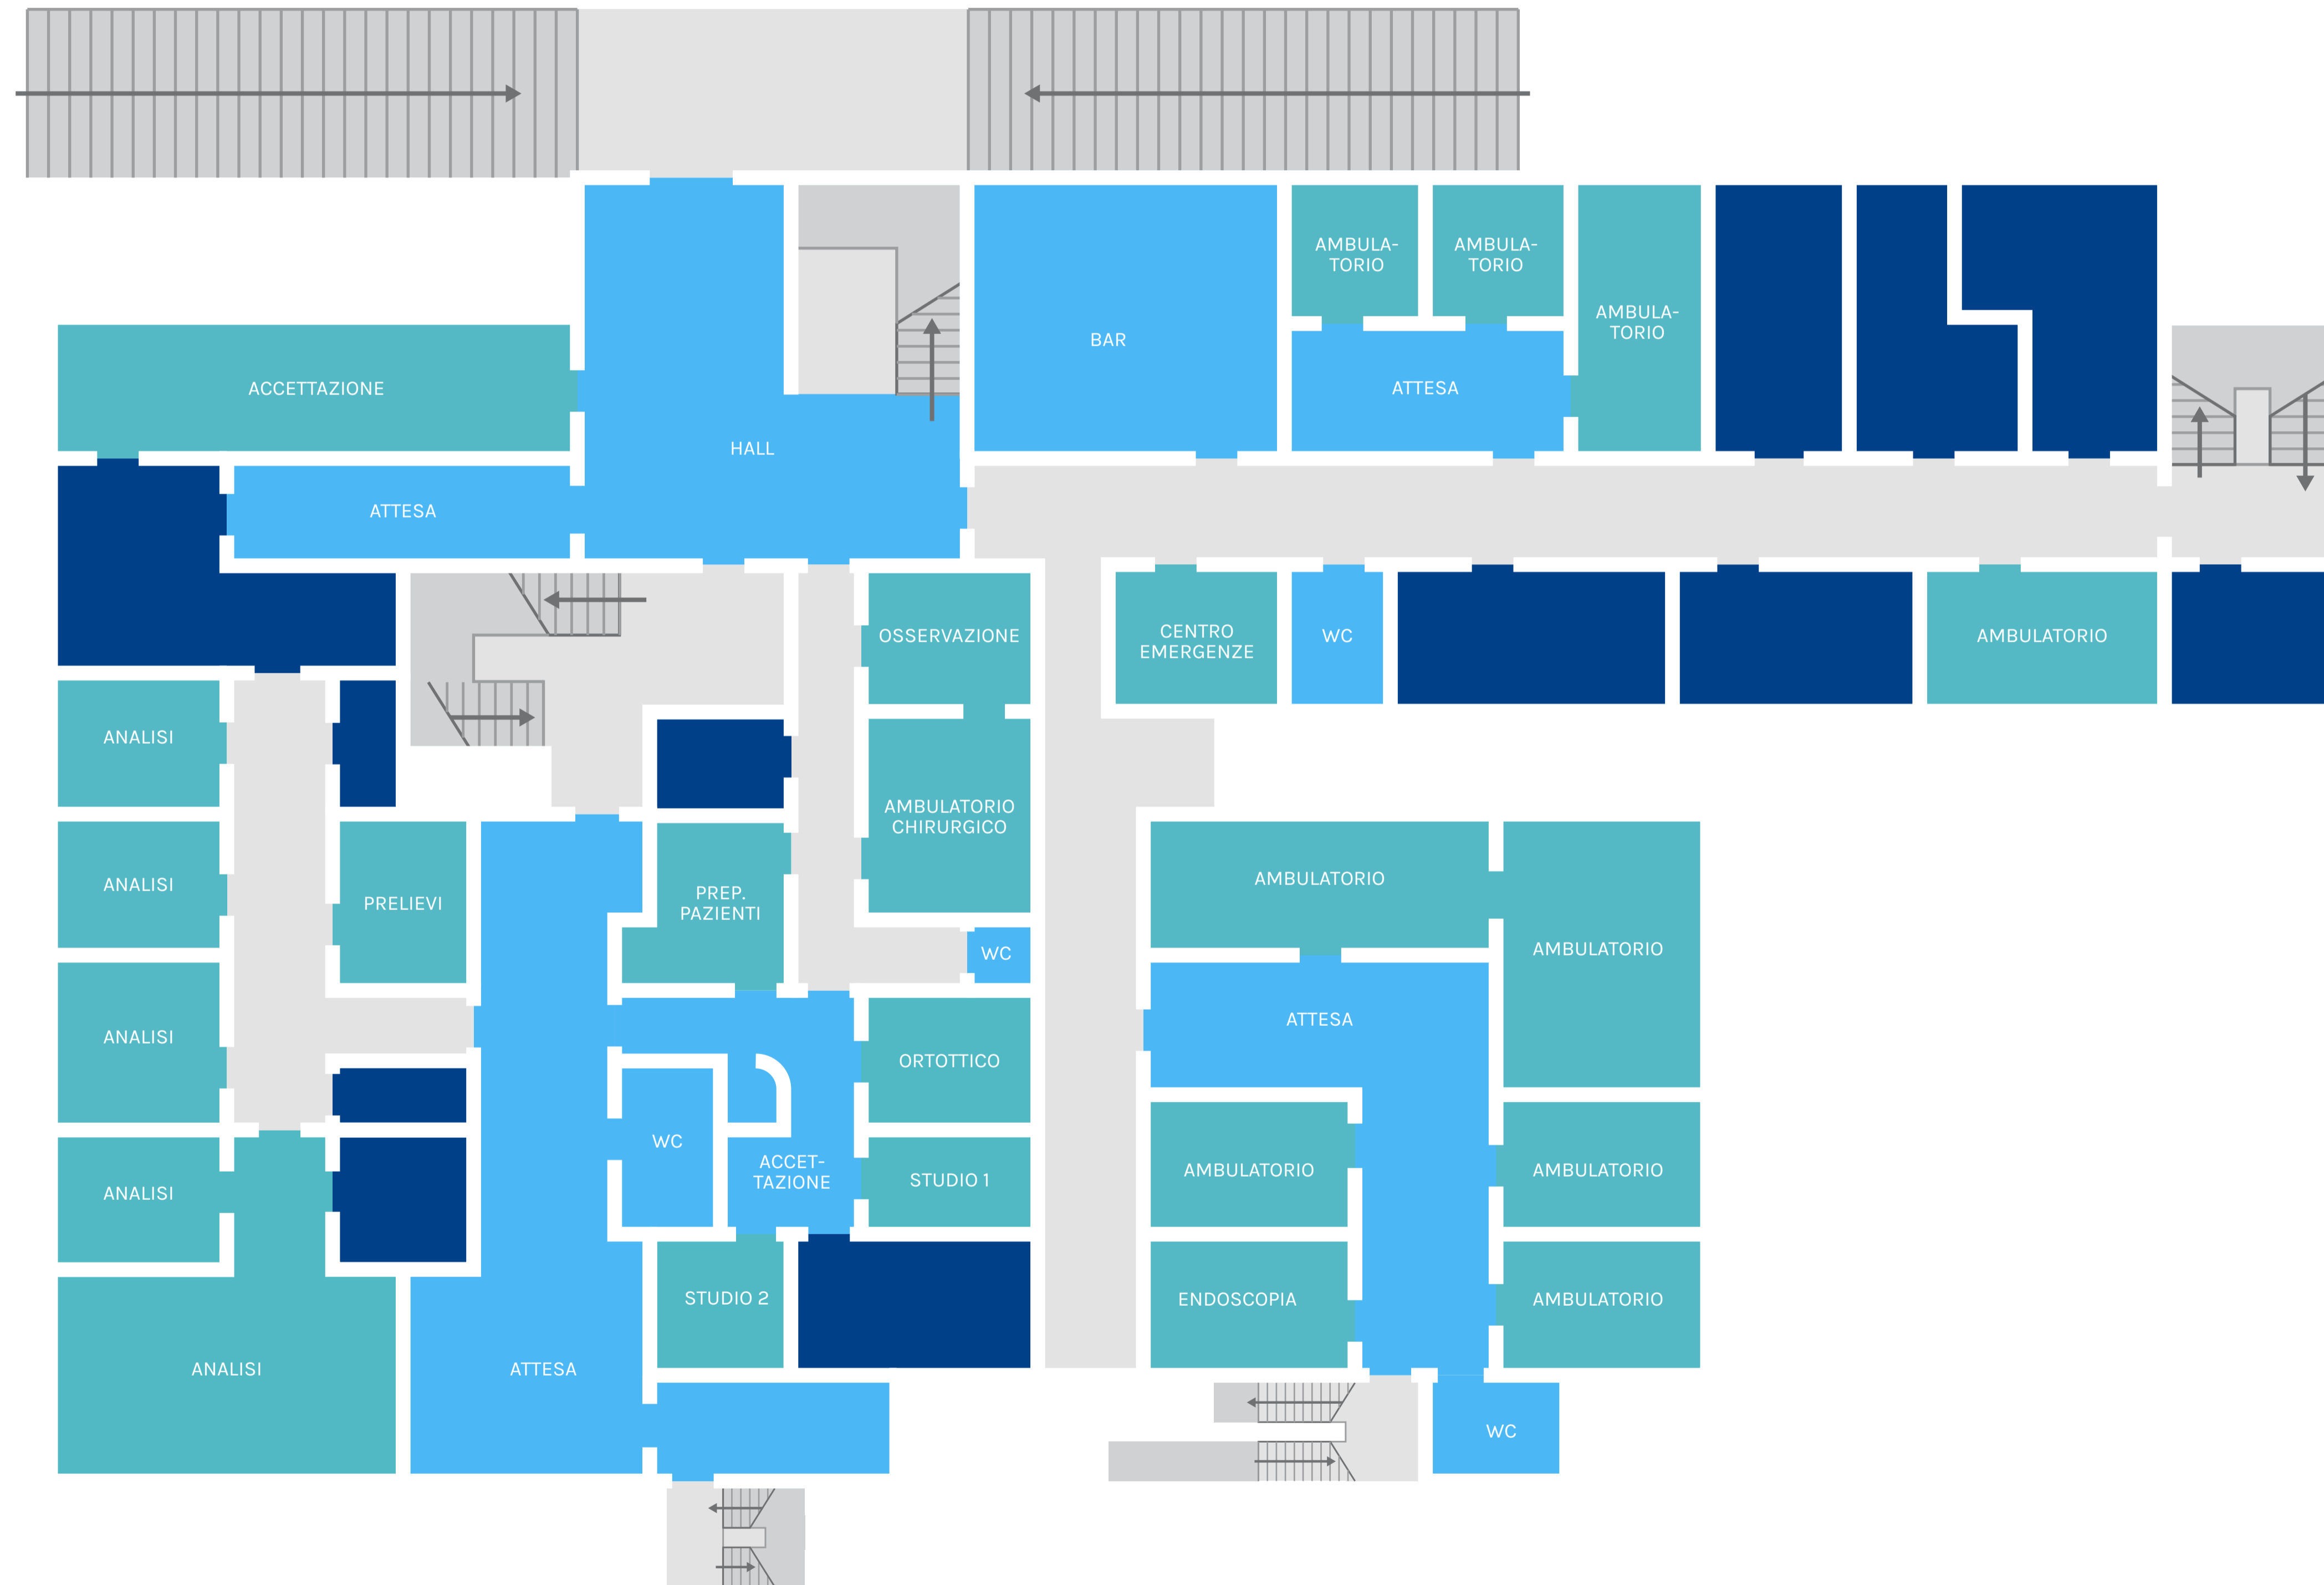 AMBULA-
TORIO
AMBULA-
TORIO
AMBULA-
TORIO
BAR
ACCETTAZIONE
ATTESA
HALL
ATTESA
OSSERVAZIONE
CENTRO
EMERGENZE
WC
AMBULATORIO
ANALISI
AMBULATORIO
CHIRURGICO
ANALISI
PRELIEVI
PREP.
PAZIENTI
AMBULATORIO
WC
AMBULATORIO
ANALISI
ORTOTTICO
ATTESA
WC
ACCET-
TAZIONE
ANALISI
STUDIO 1
AMBULATORIO
AMBULATORIO
STUDIO 2
ENDOSCOPIA
AMBULATORIO
ANALISI
ATTESA
WC